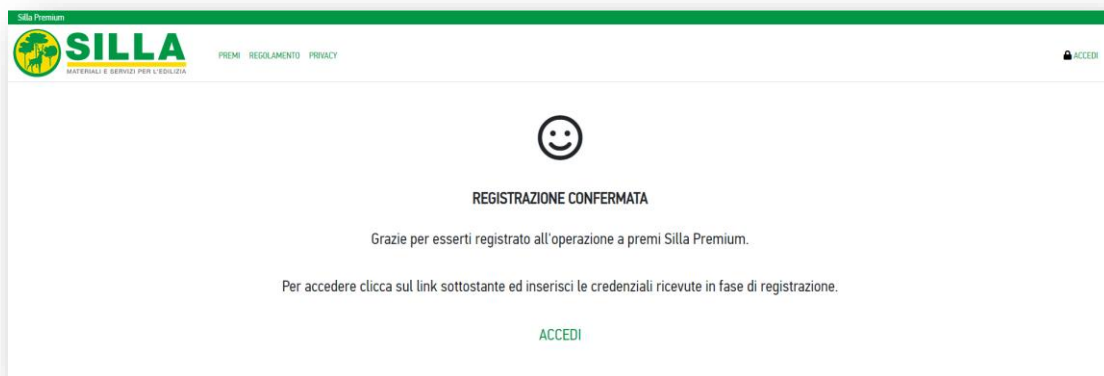 Silla Premium
SILLA
MATERIALI E SERVIZI PER L'EDILIZIA
PREMI REGOLAMENTO PRIVACY
ACCEDI
REGISTRAZIONE CONFERMATA
Grazie per esserti registrato all'operazione a premi Silla Premium.
Per accedere clicca sul link sottostante ed inserisci le credenziali ricevute in fase di registrazione.
ACCEDI